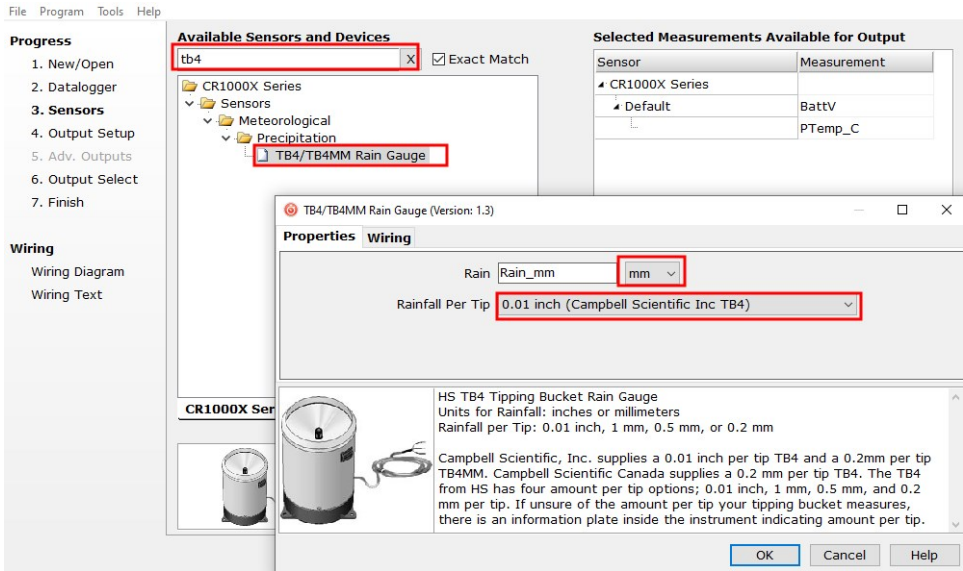 File Program Tools Help
Progress
1. New/Open
2. Datalogger
3. Sensors
4. Output Setup
5. Adv. Outputs
6. Output Select
7. Finish
Wiring
Wiring Diagram
Wiring Text
Available Sensors and Devices
tb4 X Exact Match
CR1000X Series
Sensors
Meteorological
Precipitation
TB4/TB4MM Rain Gauge
CR1000X Ser
Selected Measurements Available for Output
Sensor Measurement
CR1000X Series
Default BattV
PTemp_C
TB4/TB4MM Rain Gauge (Version: 1.3)
Properties Wiring
Rain Rain_mm mm
Rainfall Per Tip 0.01 inch (Campbell Scientific Inc TB4)
HS TB4 Tipping Bucket Rain Gauge
Units for Rainfall: inches or millimeters
Rainfall per Tip: 0.01 inch, 1 mm, 0.5 mm, or 0.2 mm
Campbell Scientific, Inc. supplies a 0.01 inch per tip TB4 and a 0.2mm per tip
TB4MM. Campbell Scientific Canada supplies a 0.2 mm per tip TB4. The TB4
from HS has four amount per tip options; 0.01 inch, 1 mm, 0.5 mm, and 0.2
mm per tip. If unsure of the amount per tip your tipping bucket measures,
there is an information plate inside the instrument indicating amount per tip.
OK Cancel Help